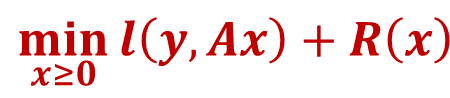 min l(y, Ax) + R(x)
x≥0